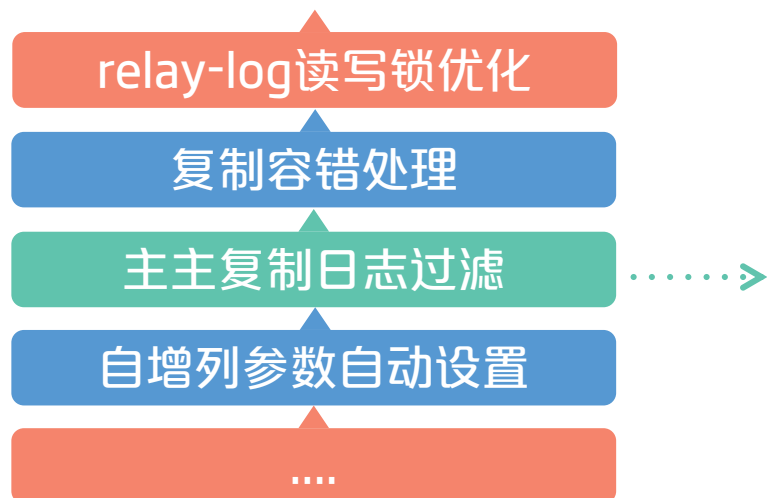 relay-log读写锁优化
复制容错处理
主主复制日志过滤
自增列参数自动设置
....